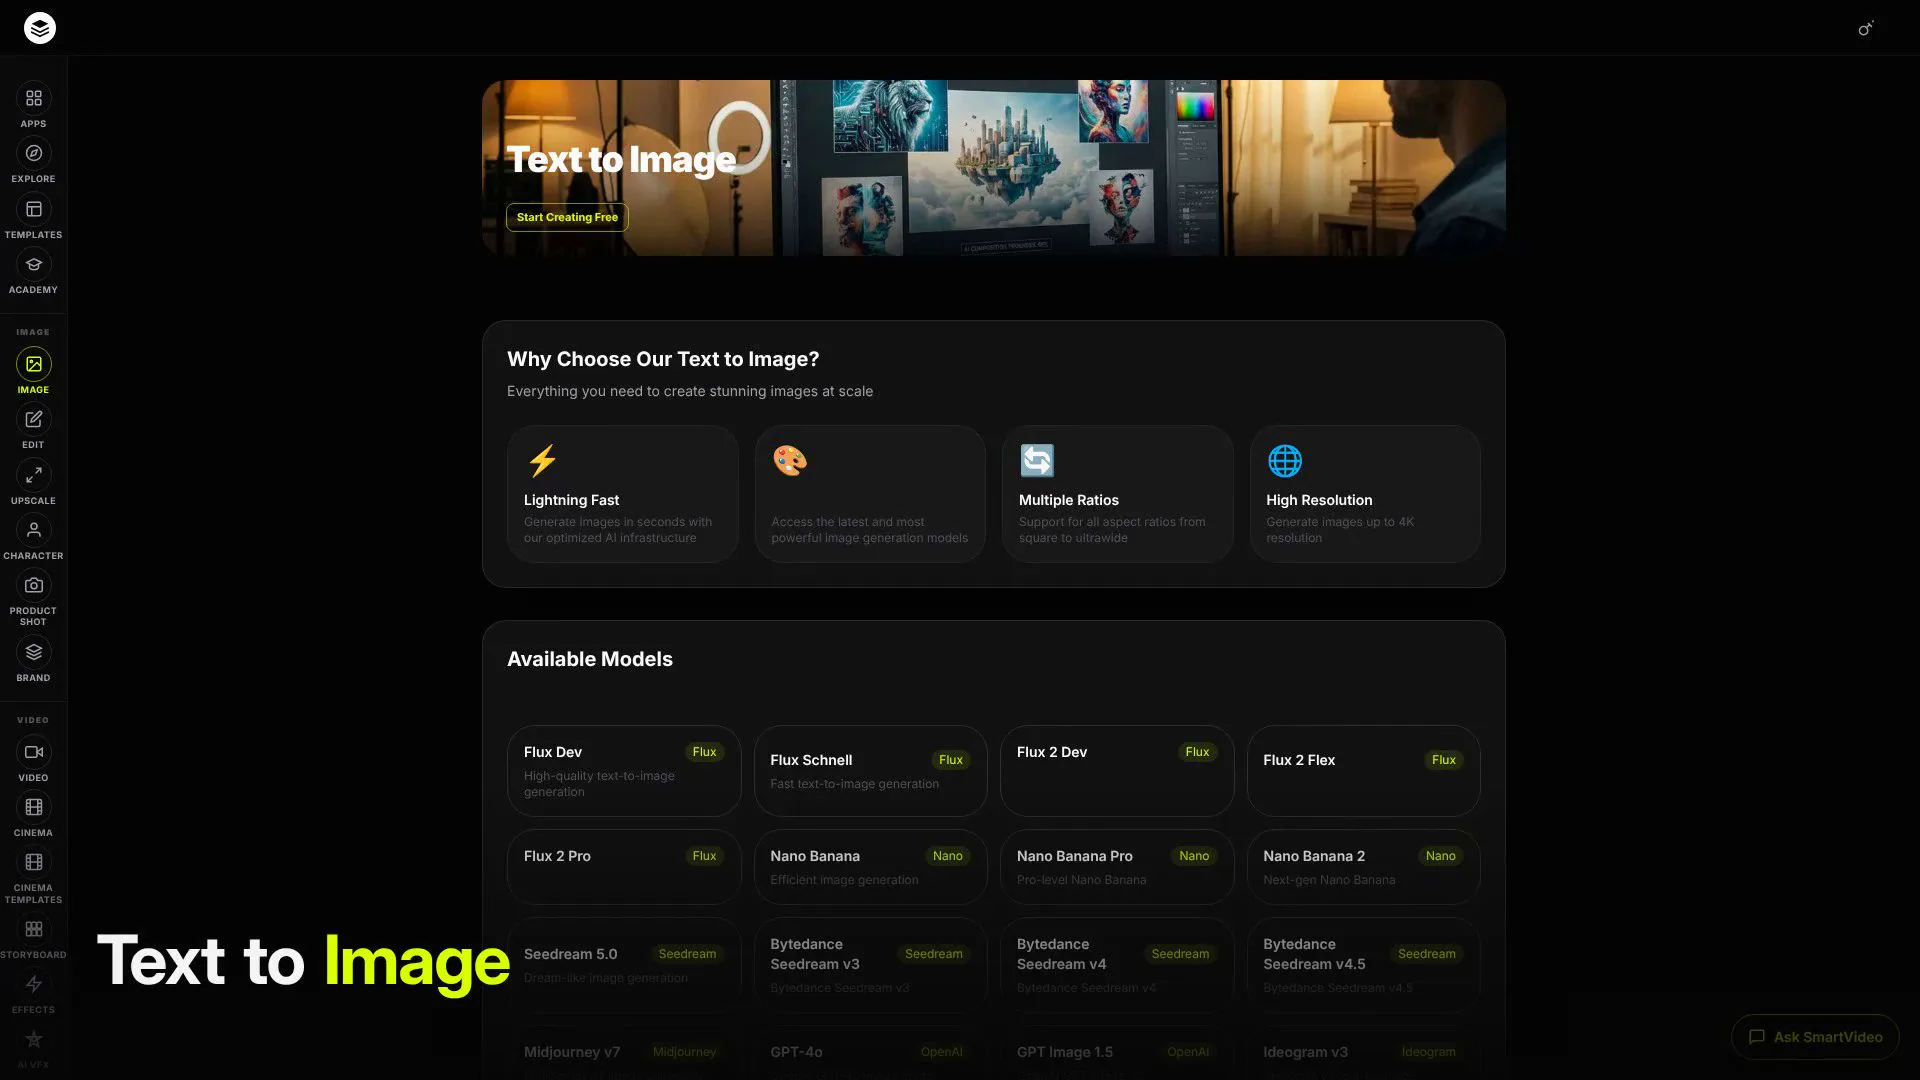 APPS
EXPLORE
TEMPLATES
ACADEMY
IMAGE
IMAGE
EDIT
UPSCALE
CHARACTER
PRODUCT
SHOT
BRAND
VIDEO
VIDEO
CINEMA
CINEMA
TEMPLATES
STORYBOARD
EFFECTS
AI VFX
Text to Image
Start Creating Free
Why Choose Our Text to Image?
Everything you need to create stunning images at scale
Lightning Fast
Generate images in seconds with
our optimized AI infrastructure
Access the latest and most
powerful image generation models
Multiple Ratios
Support for all aspect ratios from
square to ultrawide
High Resolution
Generate images up to 4K
resolution
Available Models
Flux Dev
Flux
High-quality text-to-image
generation
Flux Schnell
Flux
Fast text-to-image generation
Flux 2 Dev
Flux
Flux 2 Flex
Flux
Flux 2 Pro
Flux
Nano Banana
Nano
Efficient image generation
Nano Banana Pro
Nano
Pro-level Nano Banana
Nano Banana 2
Nano
Next-gen Nano Banana
Seedream 5.0
Seedream
Dream-like image generation
Bytedance
Seedream v3
Seedream
Bytedance Seedream v3
Bytedance
Seedream v4
Seedream
Bytedance Seedream v4
Bytedance
Seedream v4.5
Seedream
Bytedance Seedream v4.5
Midjourney v7
Midjourney
GPT-4o
OpenAI
GPT Image 1.5
OpenAI
Ideogram v3
Ideogram
Text to Image
Ask SmartVideo